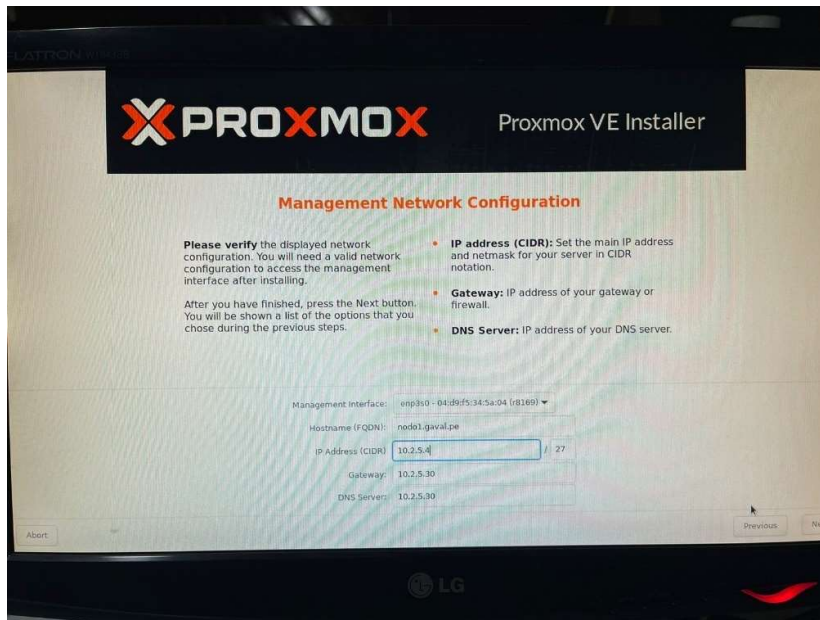 FLATRON
PROXMOX
Proxmox VE Installer
Management Network Configuration
Please verify the displayed network
configuration. You will need a valid network
configuration to access the management
interface after installing.
After you have finished, press the Next button.
You will be shown a list of the options that you
chose during the previous steps.
IP address (CIDR): Set the main IP address
and netmask for your server in CIDR
notation.
Gateway: IP address of your gateway or
firewall.
DNS Server: IP address of your DNS server.
Management Interface: enp3s0 - 04:d9:f5:34:5a:04 (r8169)
Hostname (FQDN): nodo1.gaval.pe
IP Address (CIDR) 10.2.5.4 / 27
Gateway: 10.2.5.30
DNS Server: 10.2.5.30
Abort
Previous
LG